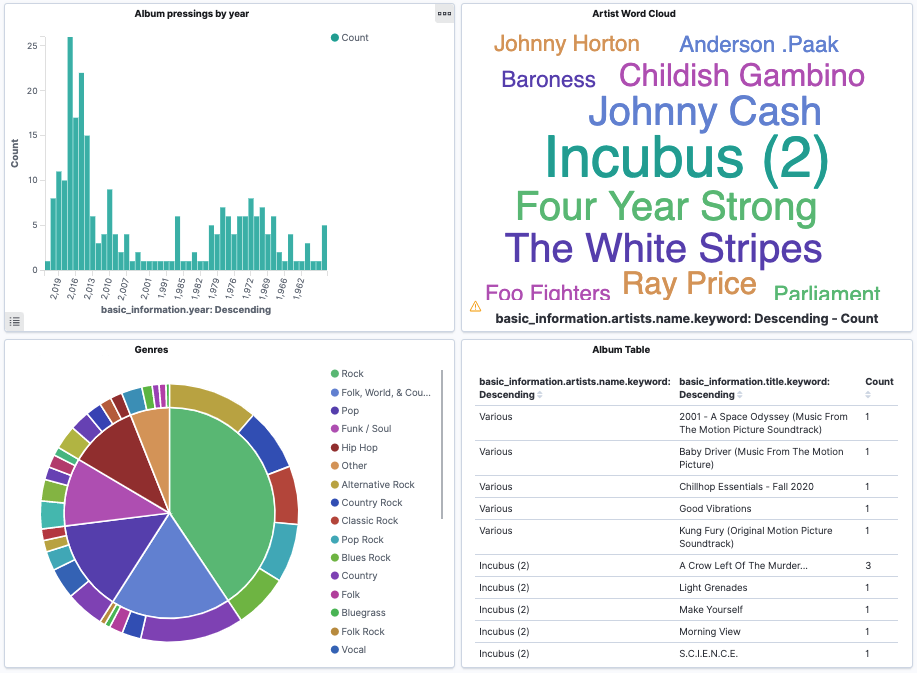 Album pressings by year
Count
25
20
15
10
5
0
Count
2,019
2,016
2,013
2,010
2,007
2,001
1,991
1,985
1,982
1,979
1,976
1,972
1,969
1,966
1,962
basic_information.year: Descending
Artist Word Cloud
Johnny Horton
Anderson .Paak
Baroness
Childish Gambino
Johnny Cash
Incubus (2)
Four Year Strong
The White Stripes
Foo Fighters
Ray Price
Parliament
basic_information.artists.name.keyword: Descending - Count
Genres
Rock
Folk, World, & Cou...
Pop
Funk / Soul
Hip Hop
Other
Alternative Rock
Country Rock
Classic Rock
Pop Rock
Blues Rock
Country
Folk
Bluegrass
Folk Rock
Vocal
Album Table
basic_information.artists.name.keyword: basic_information.title.keyword: Count
Descending Descending
Various 2001 - A Space Odyssey (Music From 1
The Motion Picture Soundtrack)
Various Baby Driver (Music From The Motion 1
Picture)
Various Chillhop Essentials - Fall 2020 1
Various Good Vibrations 1
Various Kung Fury (Original Motion Picture 1
Soundtrack)
Incubus (2) A Crow Left Of The Murder... 3
Incubus (2) Light Grenades 1
Incubus (2) Make Yourself 1
Incubus (2) Morning View 1
Incubus (2) S.C.I.E.N.C.E. 1